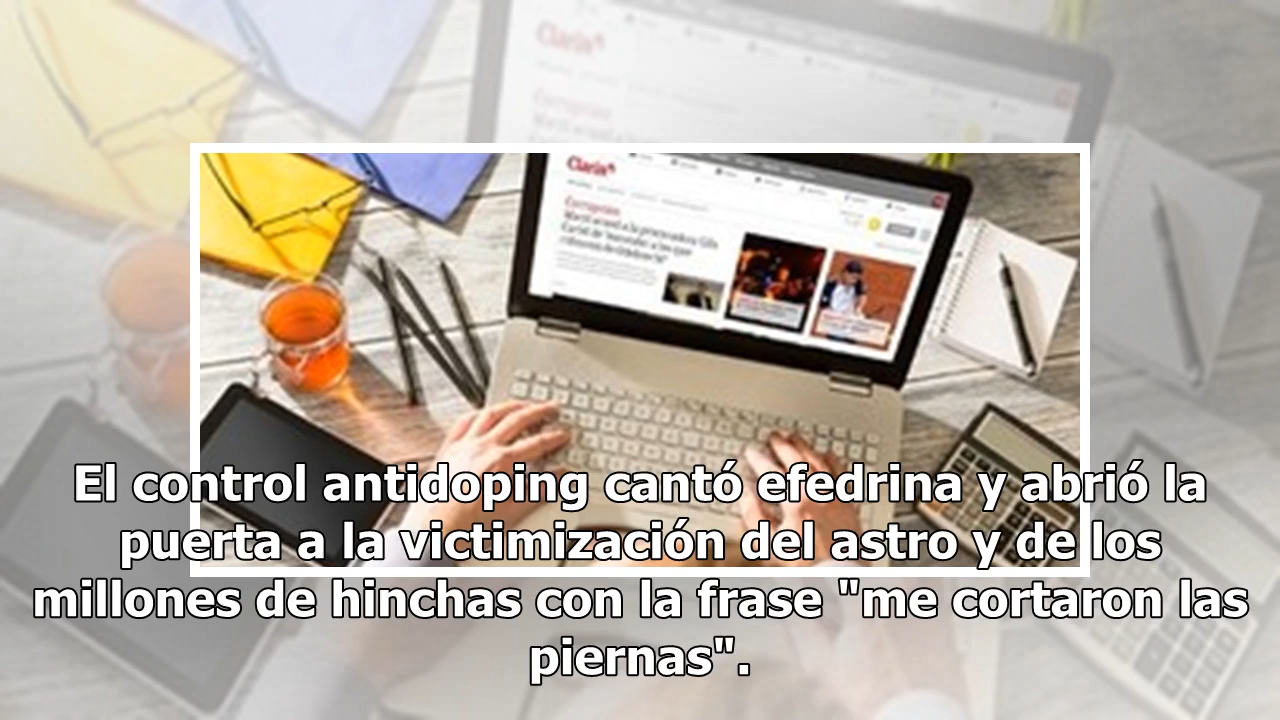 Clarín
El control antidoping cantó efedrina y abrió la
puerta a la victimización del astro y de los
millones de hinchas con la frase "me cortaron las
piernas".